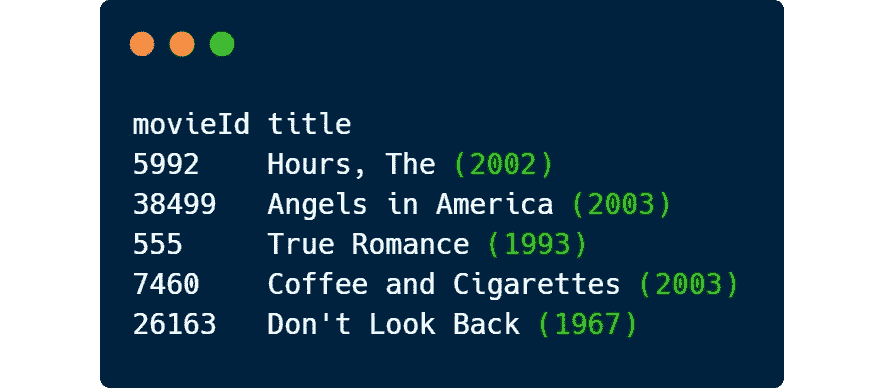 movieId title
5992    Hours, The (2002)
38499   Angels in America (2003)
555     True Romance (1993)
7460    Coffee and Cigarettes (2003)
26163   Don't Look Back (1967)